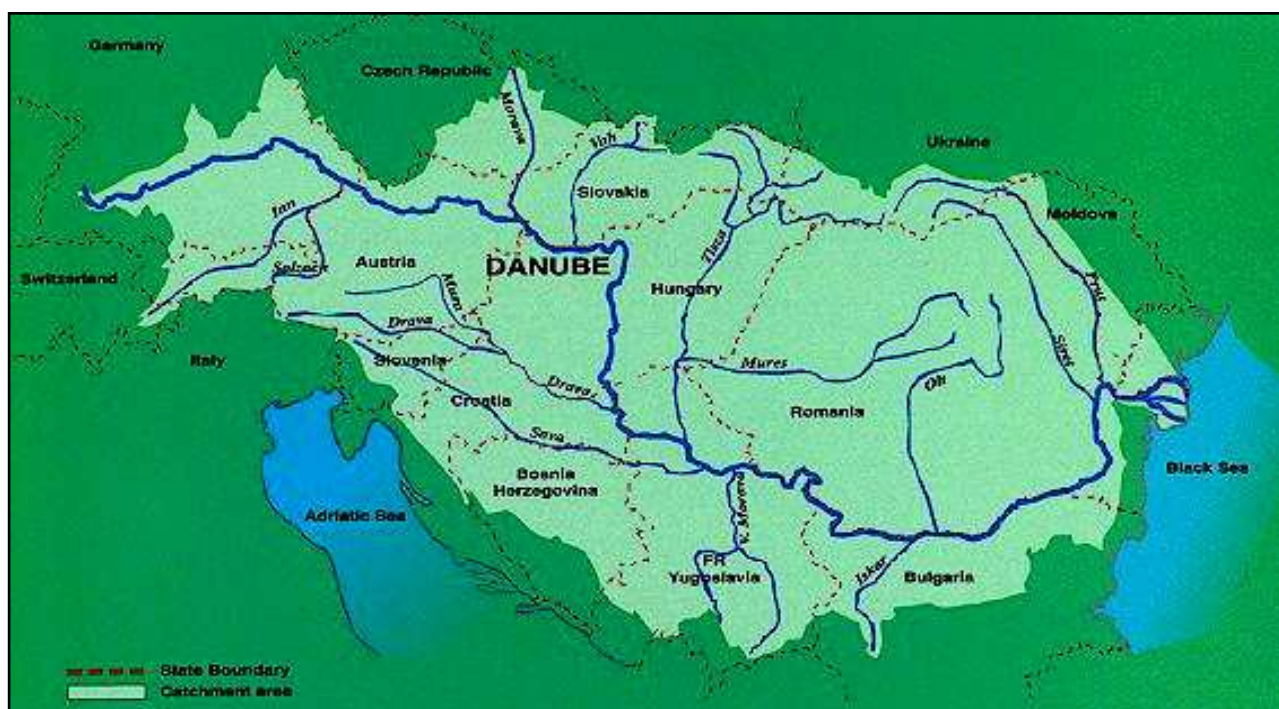 Germany
Czech Republic
Morava
Vah
Ukraine
Slovakia
Moldova
Inn
Tisza
Prut
Switzerland
Salzach
Austria
DANUBE
Mura
Hungary
Drava
Italy
Slovenia
Mures
Siret
Drava
Croatia
Olt
Romania
Sava
Bosnia
Herzegovina
Black Sea
Adriatic Sea
V. Morava
FR
Yugoslavia
Iskar
Bulgaria
State Boundary
Catchment area